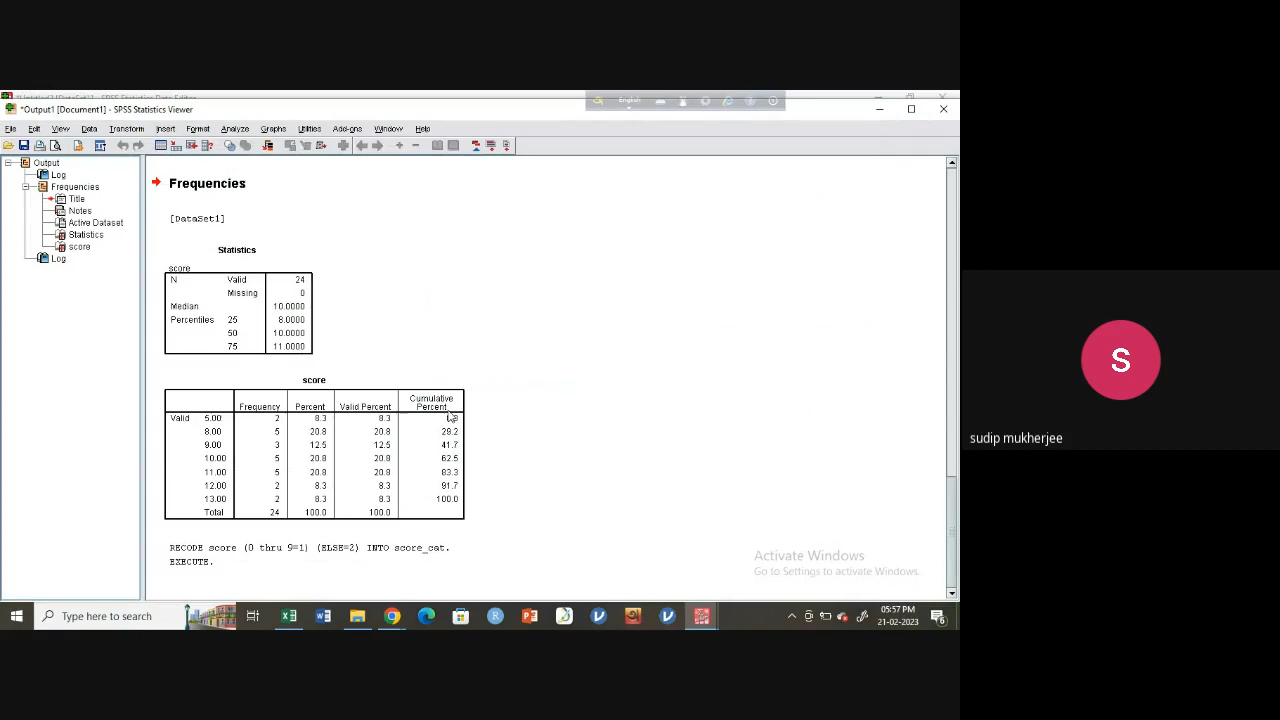 *Output1 [Document1] - SPSS Statistics Viewer
English
File Edit View Data Transform Insert Format Analyze Graphs Utilities Add-ons Window Help
Output
Log
Frequencies
Title
Notes
Active Dataset
Statistics
score
Log
Frequencies
[DataSet1]
Statistics
score
N Valid 24
Missing 0
Median 10.0000
Percentiles 25 8.0000
50 10.0000
75 11.0000
score
Frequency Percent Valid Percent Cumulative Percent
Valid 5.00 2 8.3 8.3
8.00 5 20.8 20.8 29.2
9.00 3 12.5 12.5 41.7
10.00 5 20.8 20.8 62.5
11.00 5 20.8 20.8 83.3
12.00 2 8.3 8.3 91.7
13.00 2 8.3 8.3 100.0
Total 24 100.0 100.0
RECODE score (0 thru 9=1) (ELSE=2) INTO score_cat.
EXECUTE.
Activate Windows
Go to Settings to activate Windows.
Type here to search
05:57 PM
21-02-2023
6
S
sudip mukherjee